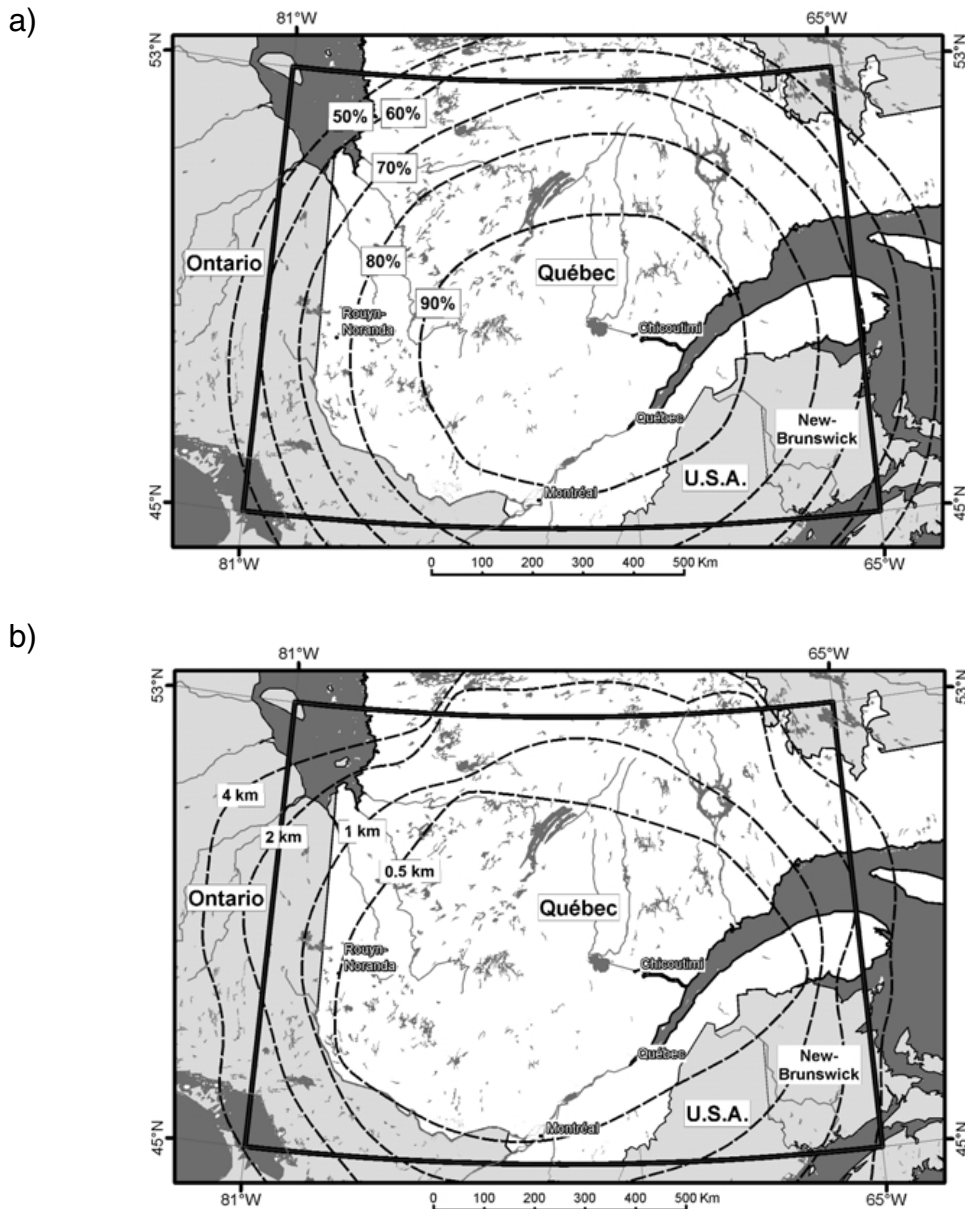 a)
81°W
65°W
53°N
53°N
50%
60%
70%
Ontario
80%
Québec
90%
Rouyn-
Noranda
Chicoutimi
Québec
New-
Brunswick
U.S.A.
Montréal
45°N
45°N
81°W
65°W
0 100 200 300 400 500 Km
b)
81°W
65°W
53°N
53°N
4 km
2 km
1 km
0.5 km
Ontario
Québec
Rouyn-
Noranda
Chicoutimi
Québec
New-
Brunswick
U.S.A.
Montréal
45°N
45°N
81°W
65°W
0 100 200 300 400 500 Km